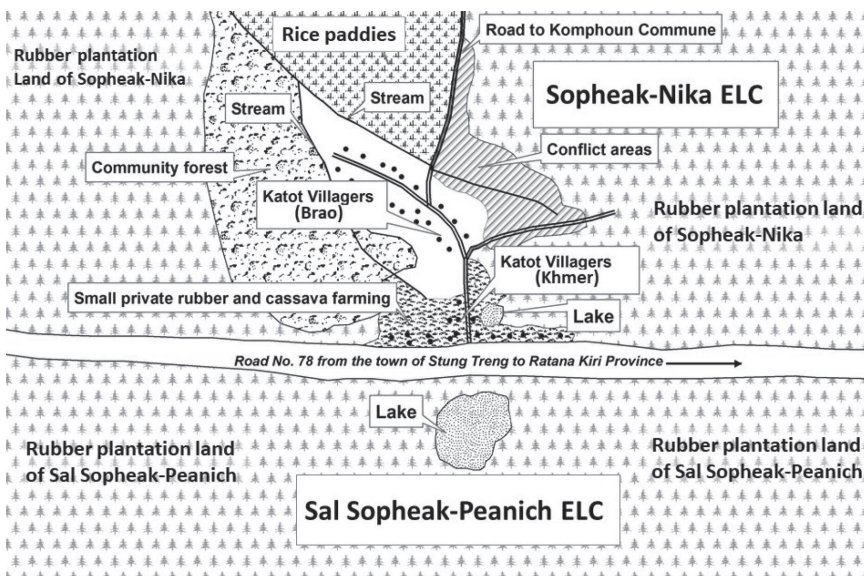 Rice paddies
Road to Komphoun Commune
Rubber plantation
Land of Sopheak-Nika
Sopheak-Nika ELC
Stream
Stream
Conflict areas
Community forest
Katot Villagers
(Brao)
Rubber plantation land
of Sopheak-Nika
Katot Villagers
(Khmer)
Small private rubber and cassava farming
Lake
Road No. 78 from the town of Stung Treng to Ratana Kiri Province
Lake
Rubber plantation land
of Sal Sopheak-Peanich
Rubber plantation land
of Sal Sopheak-Peanich
Sal Sopheak-Peanich ELC